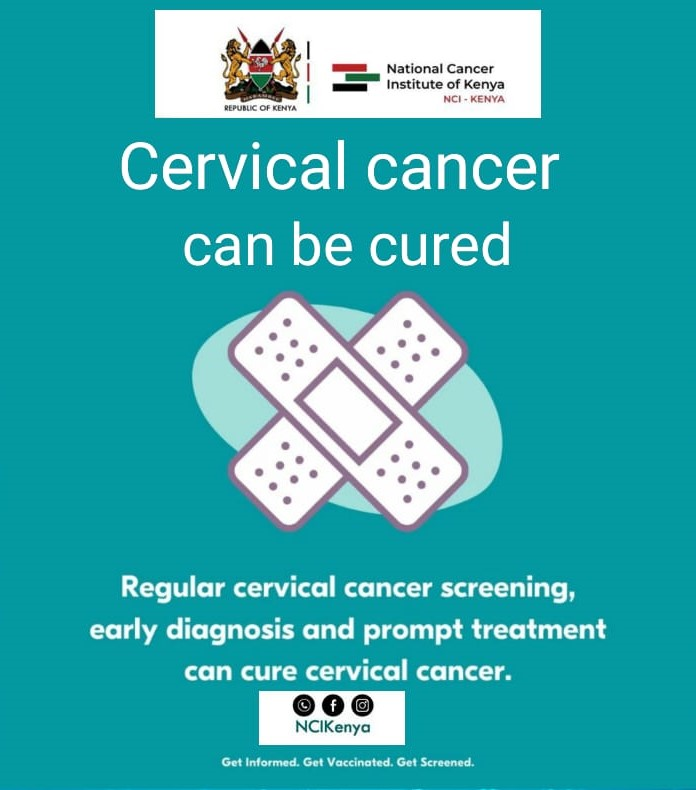 REPUBLIC OF KENYA
National Cancer
Institute of Kenya
NCI - KENYA
Cervical cancer
can be cured
Regular cervical cancer screening,
early diagnosis and prompt treatment
can cure cervical cancer.
NCIKenya
Get Informed. Get Vaccinated. Get Screened.